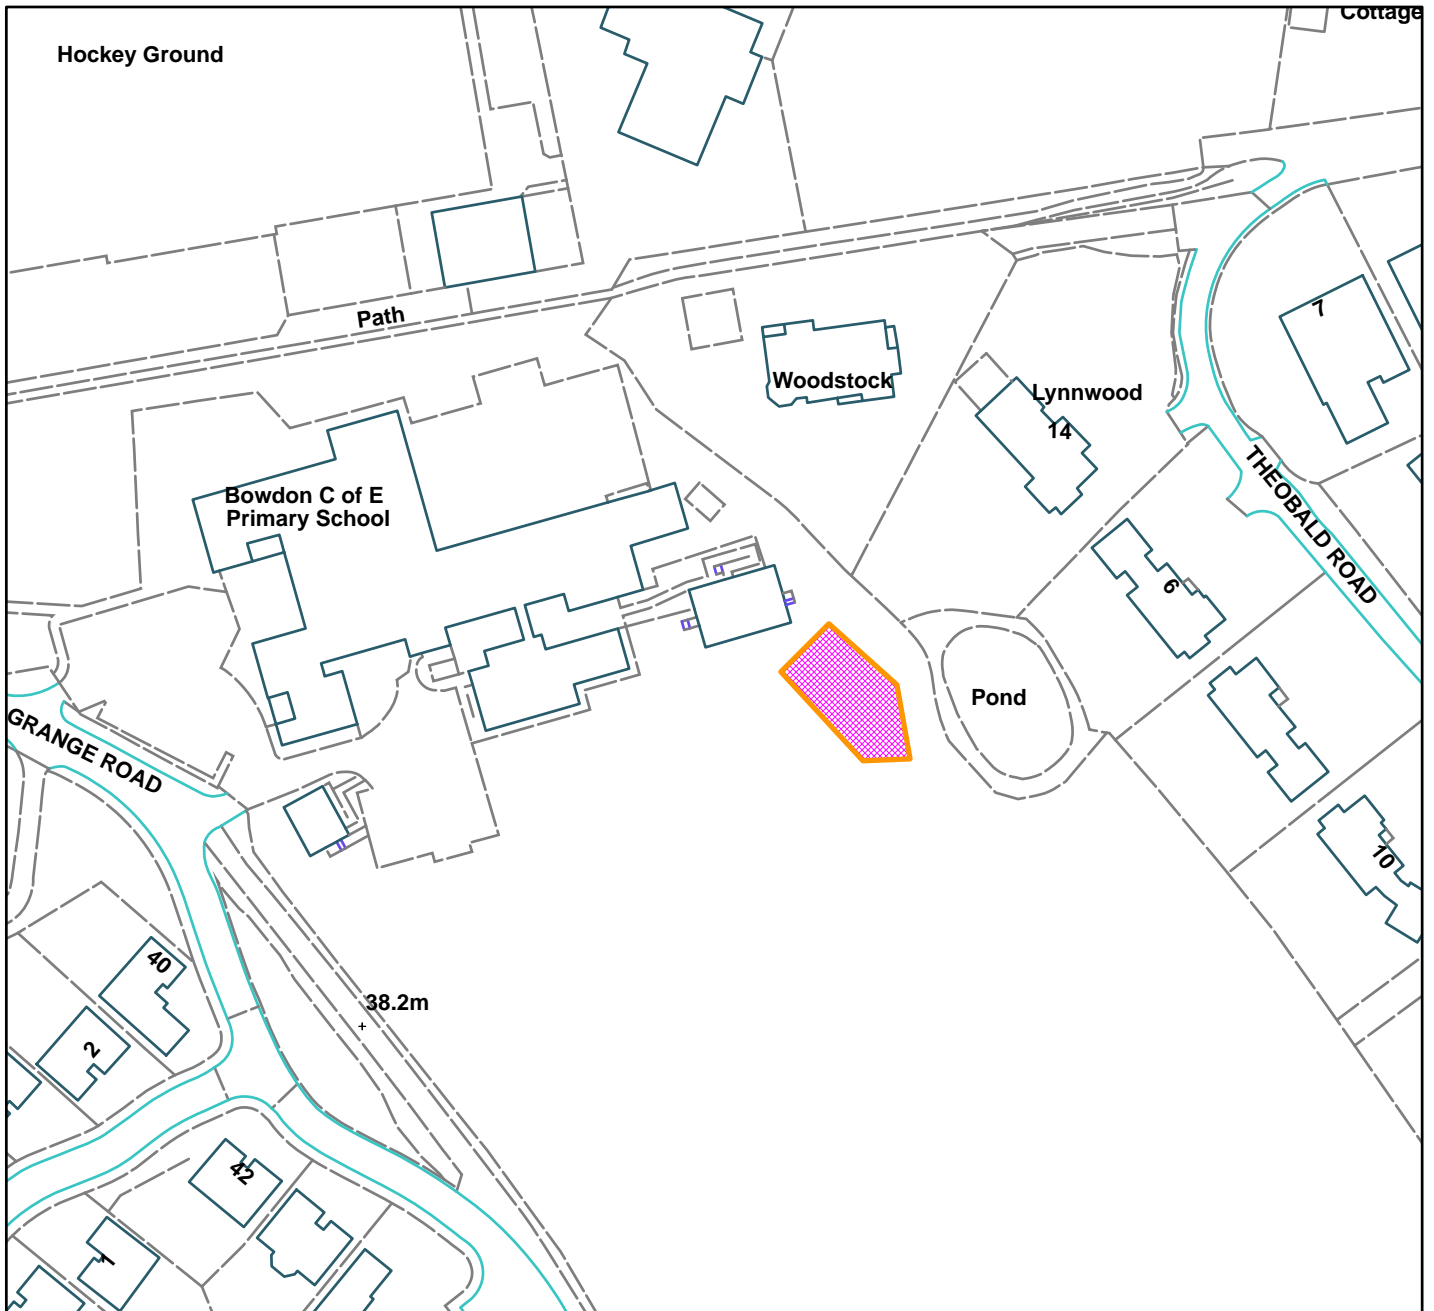 Cottage
Hockey Ground
Path
Woodstock
Lynnwood
14
7
Bowdon C of E
Primary School
THEOBALD ROAD
6
Pond
GRANGE ROAD
10
40
38.2m
2
42
1